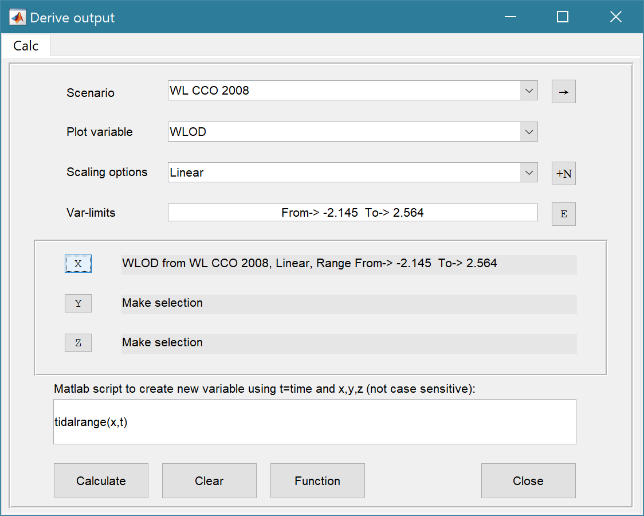 Derive output
Calc
Scenario WL CCO 2008 →
Plot variable WLOD
Scaling options Linear +N
Var-limits From-> -2.145 To-> 2.564 E
X WLOD from WL CCO 2008, Linear, Range From-> -2.145 To-> 2.564
Y Make selection
Z Make selection
Matlab script to create new variable using t=time and x,y,z (not case sensitive):
tidalrange(x,t)
Calculate Clear Function Close